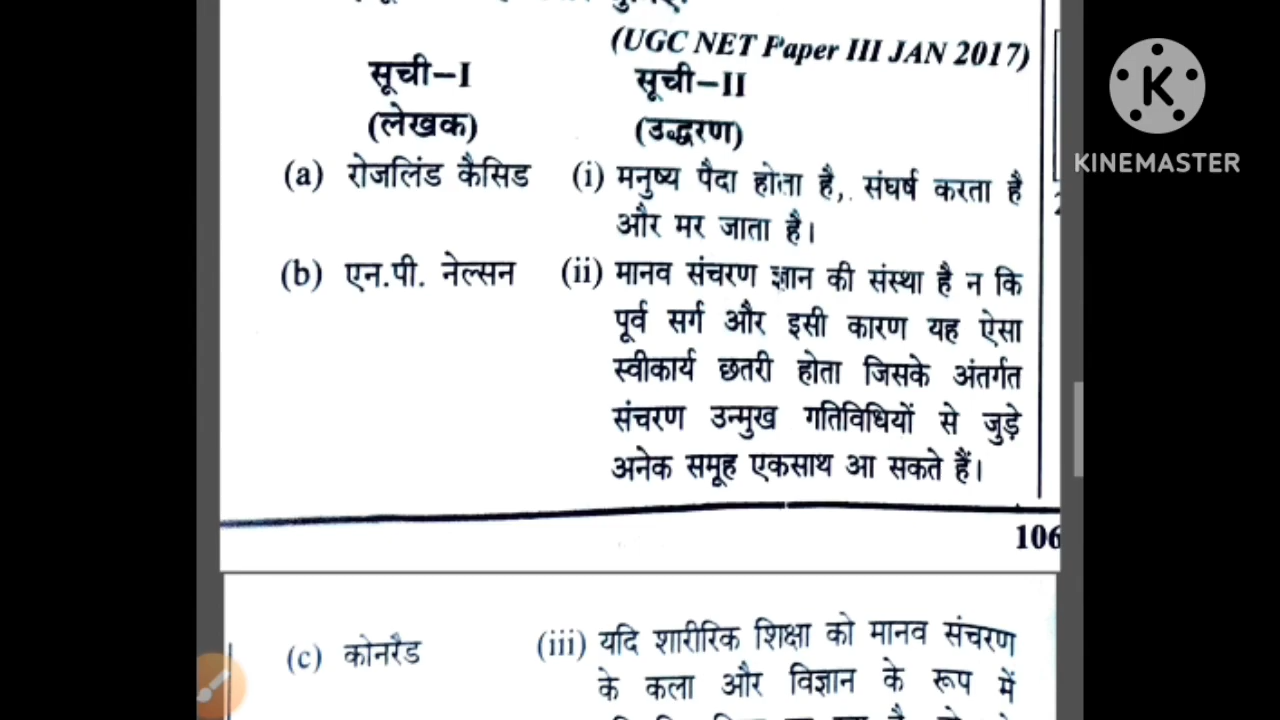 (UGC NET Paper III JAN 2017)
सूची-I सूची-II
(लेखक) (उद्धरण)
KINEMASTER
(a) रोजलिंड कैसिड (i) मनुष्य पैदा होता है, संघर्ष करता है
और मर जाता है।
(b) एन.पी. नेल्सन (ii) मानव संचरण ज्ञान की संस्था है न कि
पूर्व सर्ग और इसी कारण यह ऐसा
स्वीकार्य छतरी होता जिसके अंतर्गत
संचरण उन्मुख गतिविधियों से जुड़े
अनेक समूह एकसाथ आ सकते हैं।
106
(c) कोनरैड (iii) यदि शारीरिक शिक्षा को मानव संचरण
के कला और विज्ञान के रूप में